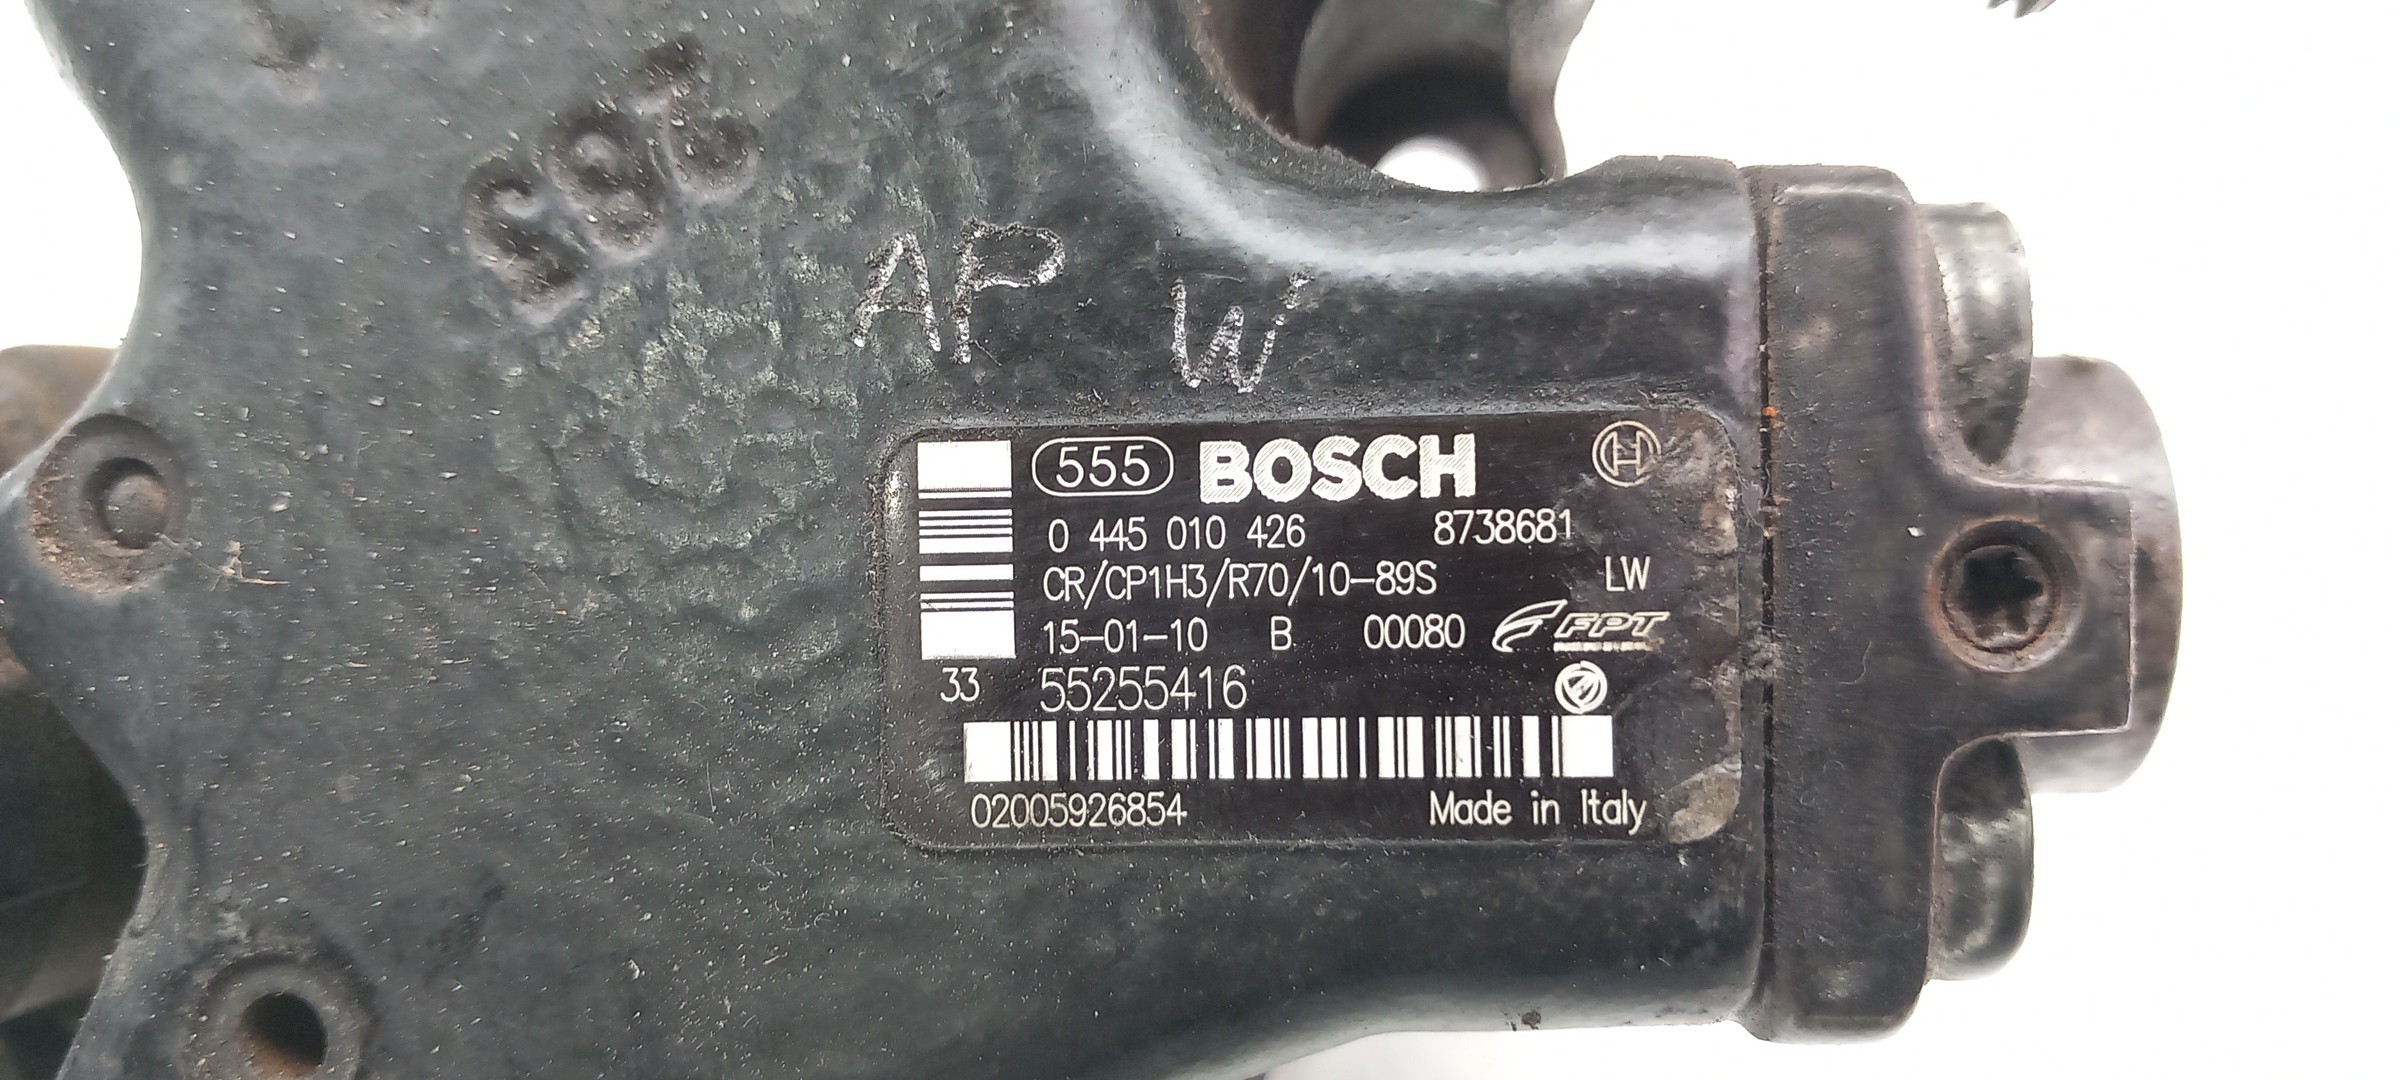 AP W
555 BOSCH
0 445 010 426 8738681
CR/CP1H3/R70/10-89S LW
15-01-10 B 00080 FPT
33 55255416
02005926854 Made in Italy